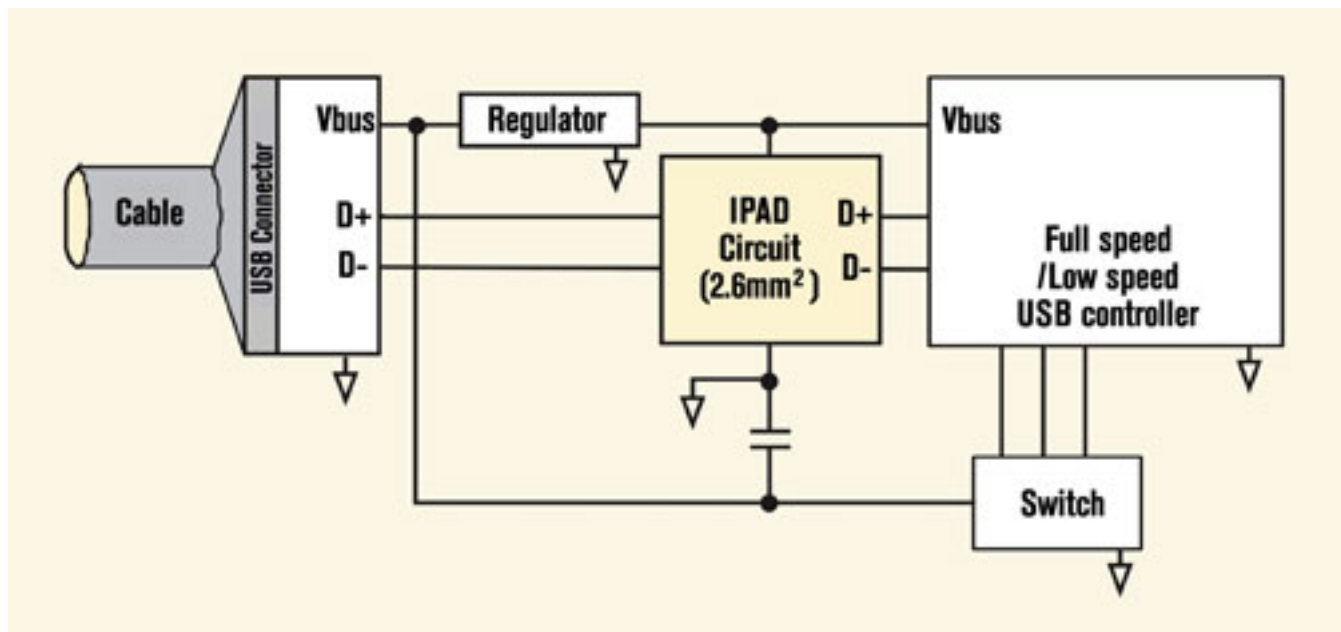 Cable
USB Connector
Vbus
D+
D-
Regulator
IPAD
Circuit
(2.6mm²)
D+
D-
Vbus
Full speed
/Low speed
USB controller
Switch